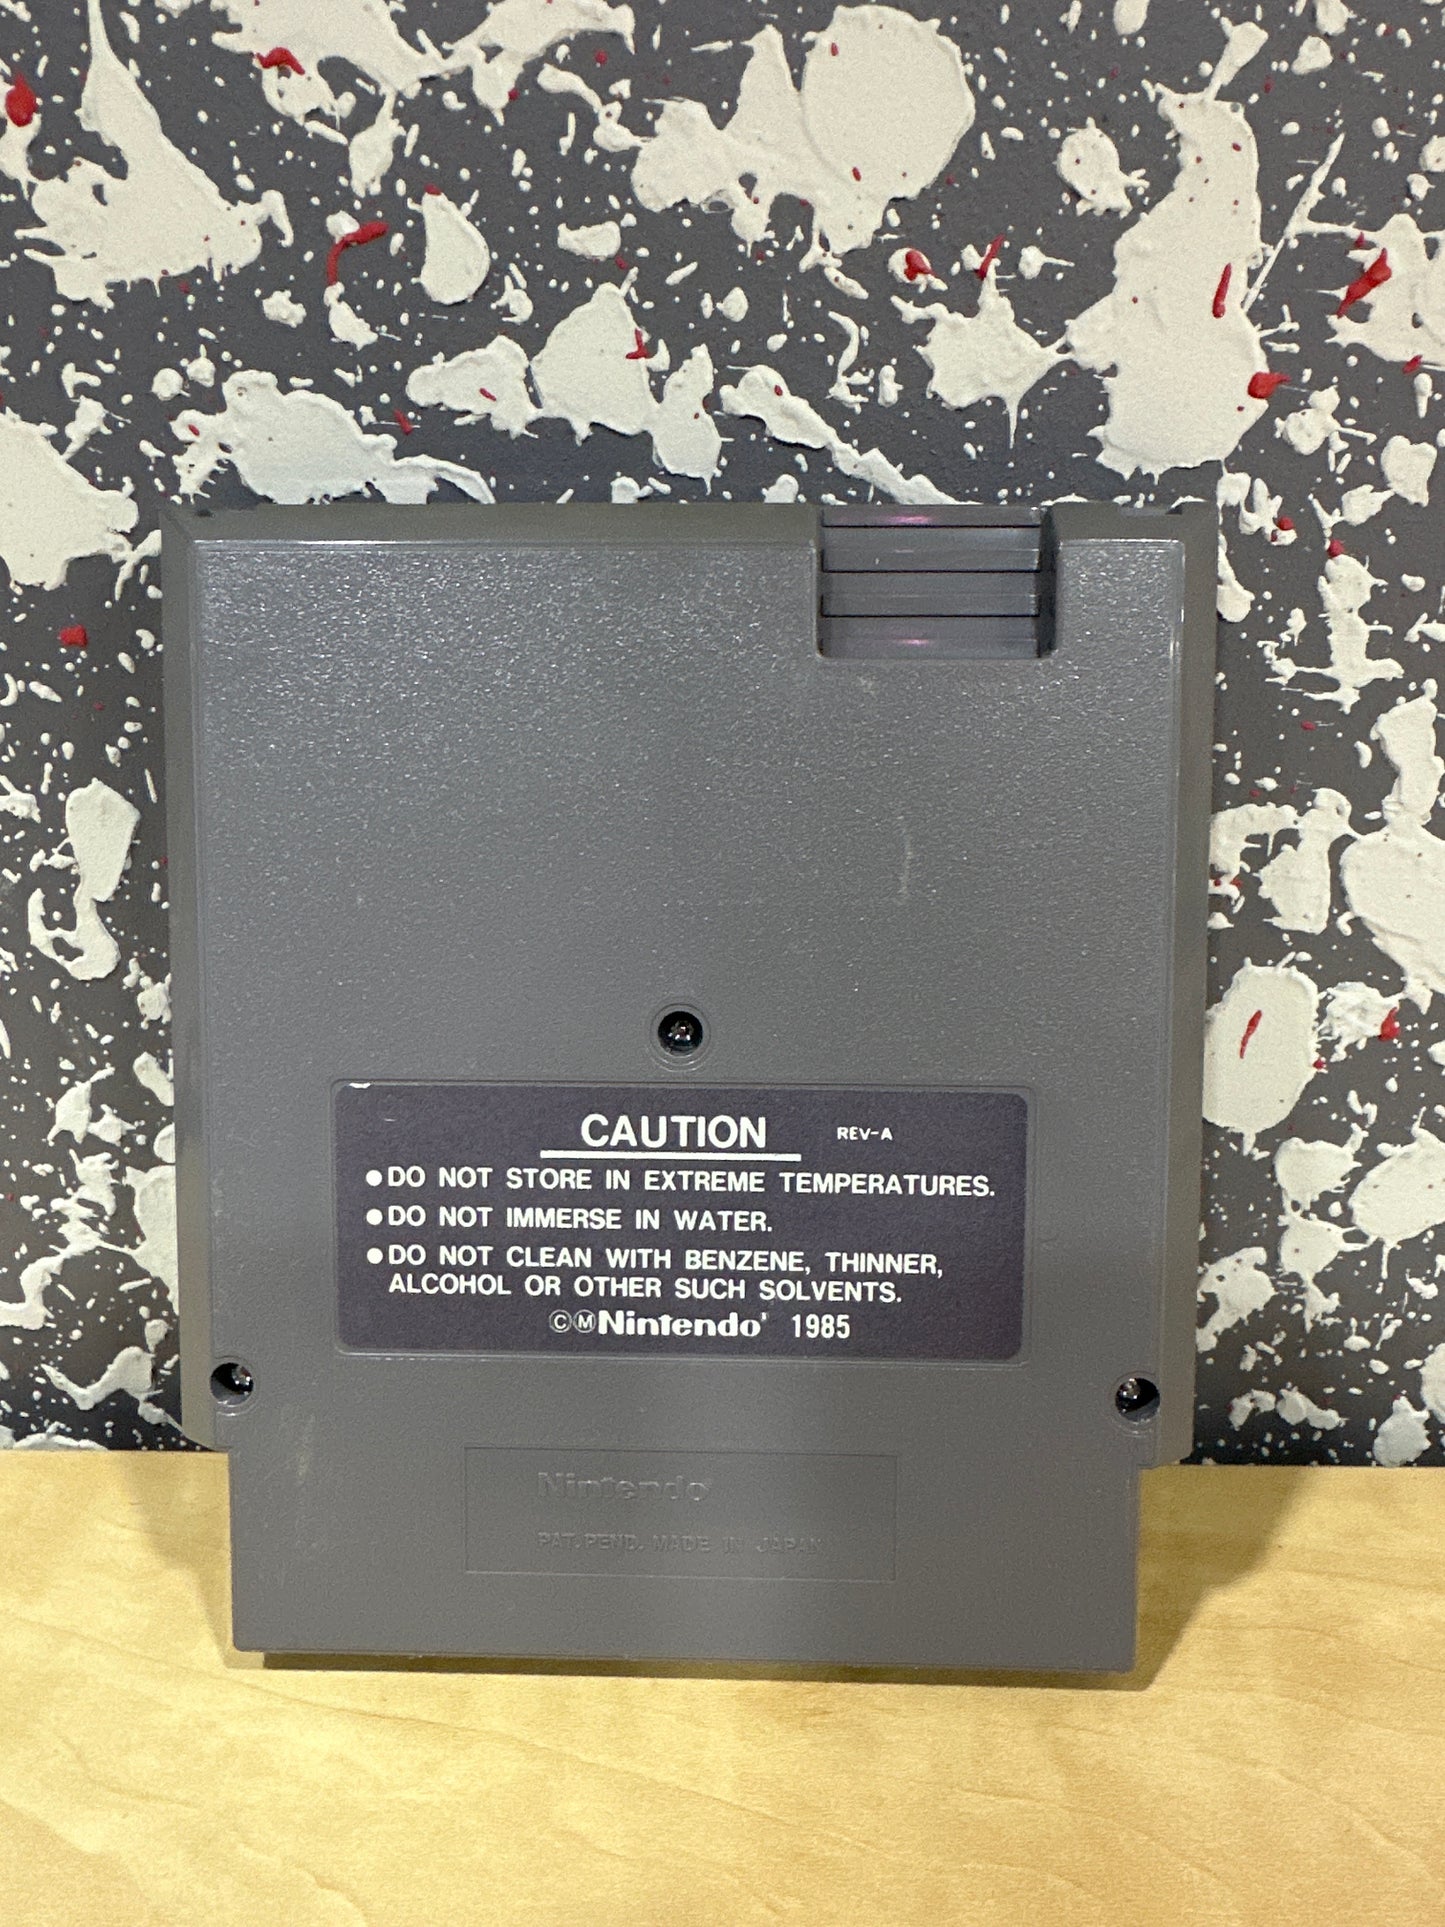 CAUTION REV-A
●DO NOT STORE IN EXTREME TEMPERATURES.
●DO NOT IMMERSE IN WATER.
●DO NOT CLEAN WITH BENZENE, THINNER,
ALCOHOL OR OTHER SUCH SOLVENTS.
ⒸⓂNintendo® 1985
Nintendo®
PAT. PEND. MADE IN JAPAN